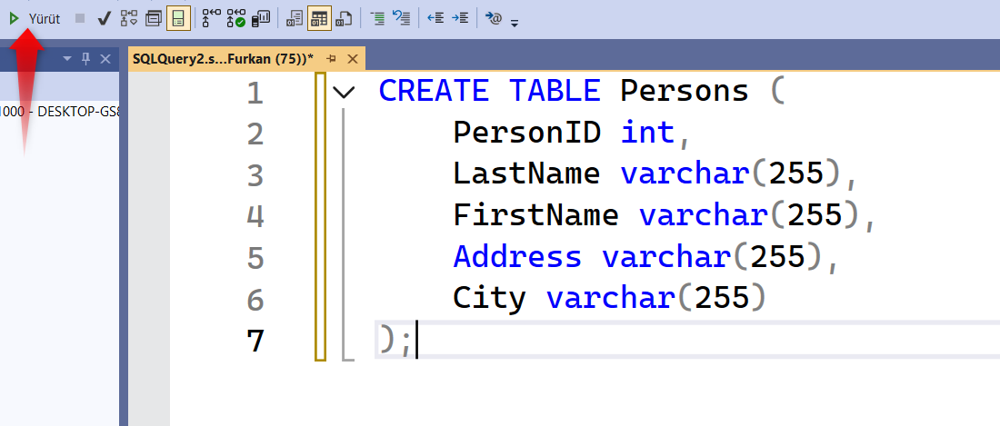 Yürüt
SQLQuery2.s...Furkan (75))*
1000 - DESKTOP-GS8
1 CREATE TABLE Persons (
2 PersonID int,
3 LastName varchar(255),
4 FirstName varchar(255),
5 Address varchar(255),
6 City varchar(255)
7 );